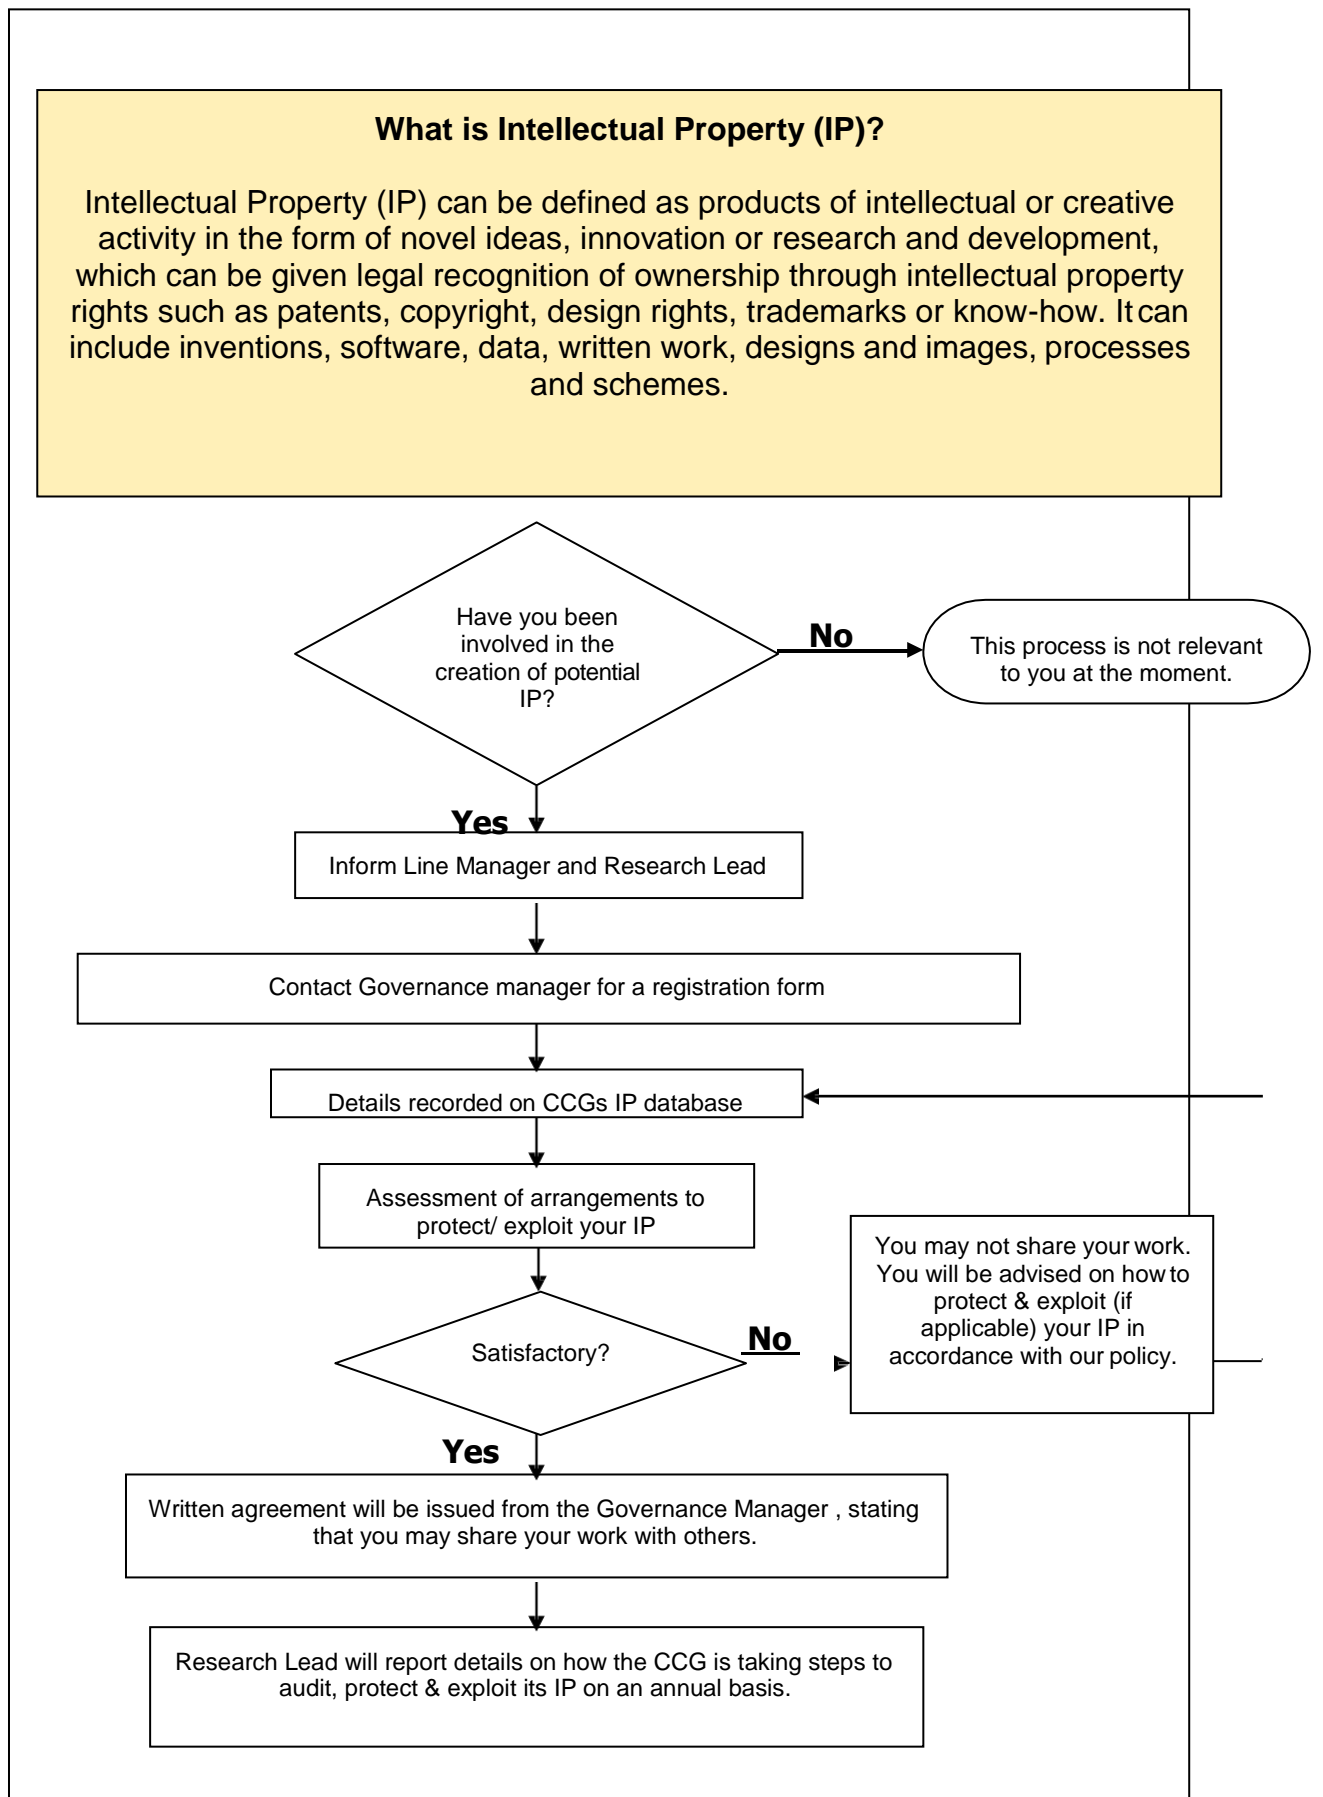 What is Intellectual Property (IP)?
Intellectual Property (IP) can be defined as products of intellectual or creative
activity in the form of novel ideas, innovation or research and development,
which can be given legal recognition of ownership through intellectual property
rights such as patents, copyright, design rights, trademarks or know-how. It can
include inventions, software, data, written work, designs and images, processes
and schemes.
Have you been
involved in the
creation of potential
IP?
No
This process is not relevant
to you at the moment.
Yes
Inform Line Manager and Research Lead
Contact Governance manager for a registration form
Details recorded on CCGs IP database
Assessment of arrangements to
protect/ exploit your IP
Satisfactory?
No
You may not share your work.
You will be advised on how to
protect & exploit (if
applicable) your IP in
accordance with our policy.
Yes
Written agreement will be issued from the Governance Manager , stating
that you may share your work with others.
Research Lead will report details on how the CCG is taking steps to
audit, protect & exploit its IP on an annual basis.